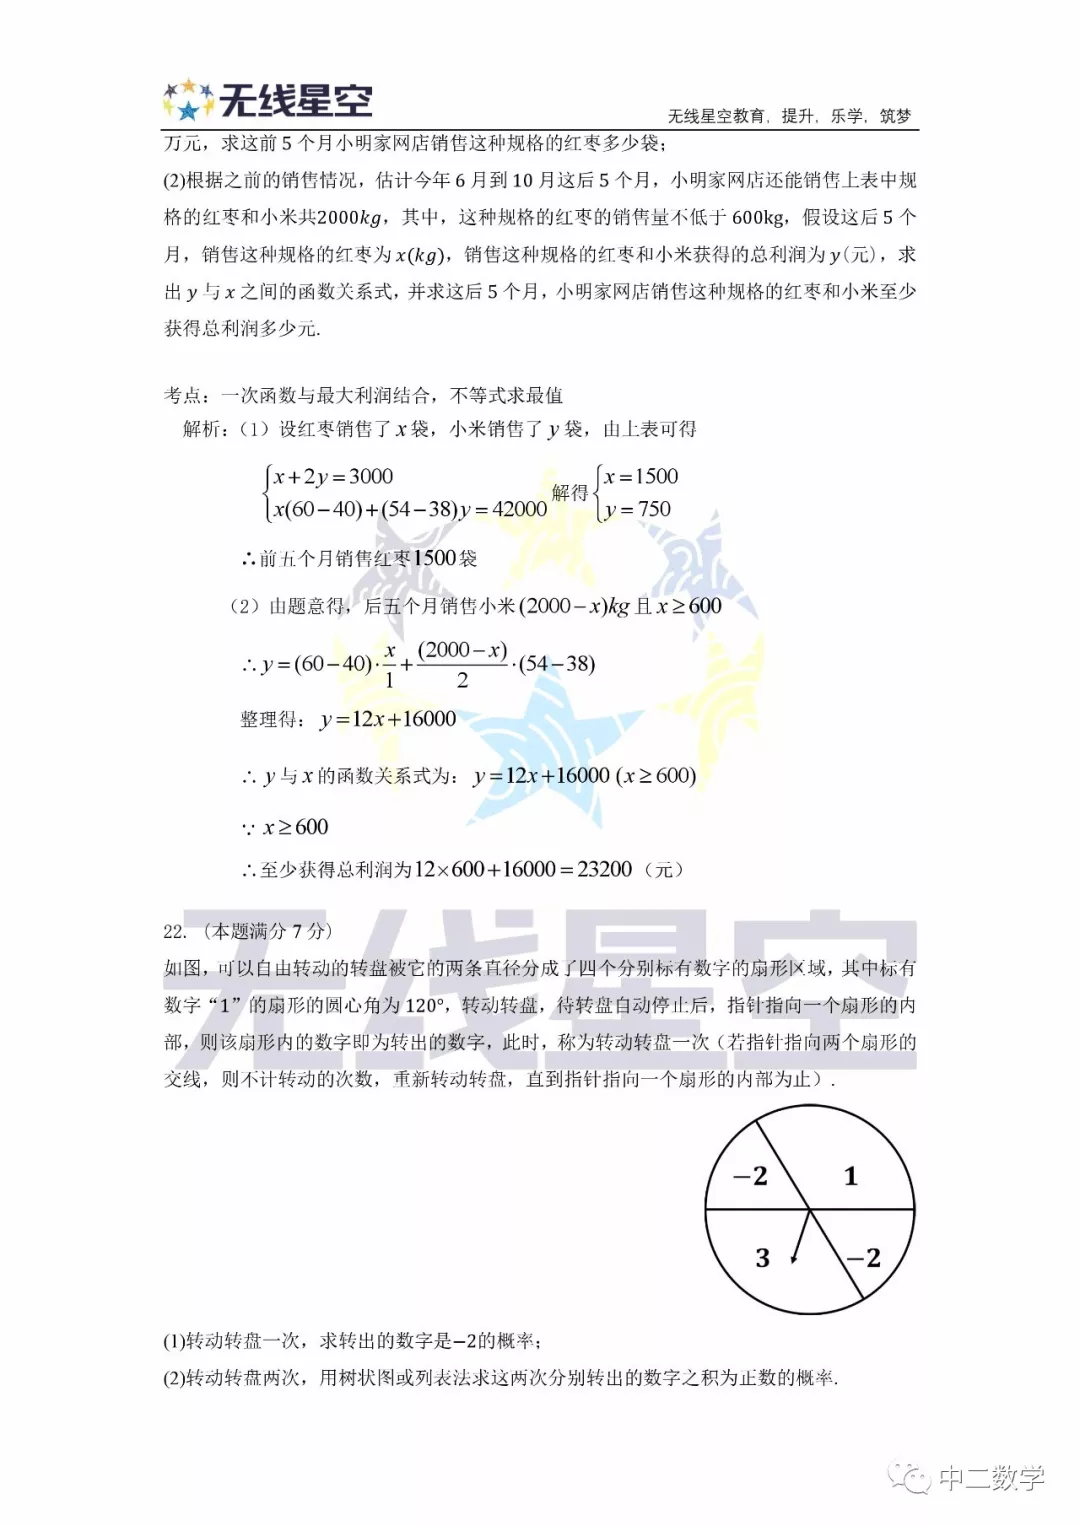 无线星空
无线星空教育，提升，乐学，筑梦
万元，求这前 5 个月小明家网店销售这种规格的红枣多少袋；
(2)根据之前的销售情况，估计今年 6 月到 10 月这后 5 个月，小明家网店还能销售上表中规
格的红枣和小米共2000kg，其中，这种规格的红枣的销售量不低于 600kg，假设这后 5 个
月，销售这种规格的红枣为 x(kg)，销售这种规格的红枣和小米获得的总利润为 y(元)，求
出 y 与 x 之间的函数关系式，并求这后 5 个月，小明家网店销售这种规格的红枣和小米至少
获得总利润多少元.
考点：一次函数与最大利润结合，不等式求最值
解析：（1）设红枣销售了 x 袋，小米销售了 y 袋，由上表可得
{x+2y=3000 x(60-40)+(54-38)y=42000 解得 {x=1500 y=750
∴前五个月销售红枣1500袋
（2）由题意得，后五个月销售小米(2000-x)kg 且 x≥600
∴ y=(60-40)·x/1+(2000-x)/2·(54-38)
整理得：y=12x+16000
∴ y 与 x 的函数关系式为：y=12x+16000 (x≥600)
∵ x≥600
∴至少获得总利润为12×600+16000=23200（元）
无线星空
22.（本题满分 7 分）
如图，可以自由转动的转盘被它的两条直径分成了四个分别标有数字的扇形区域，其中标有
数字“1”的扇形的圆心角为 120°，转动转盘，待转盘自动停止后，指针指向一个扇形的内
部，则该扇形内的数字即为转出的数字，此时，称为转动转盘一次（若指针指向两个扇形的
交线，则不计转动的次数，重新转动转盘，直到指针指向一个扇形的内部为止）.
−2 1
3 −2
(1)转动转盘一次，求转出的数字是−2的概率；
(2)转动转盘两次，用树状图或列表法求这两次分别转出的数字之积为正数的概率.
中二数学